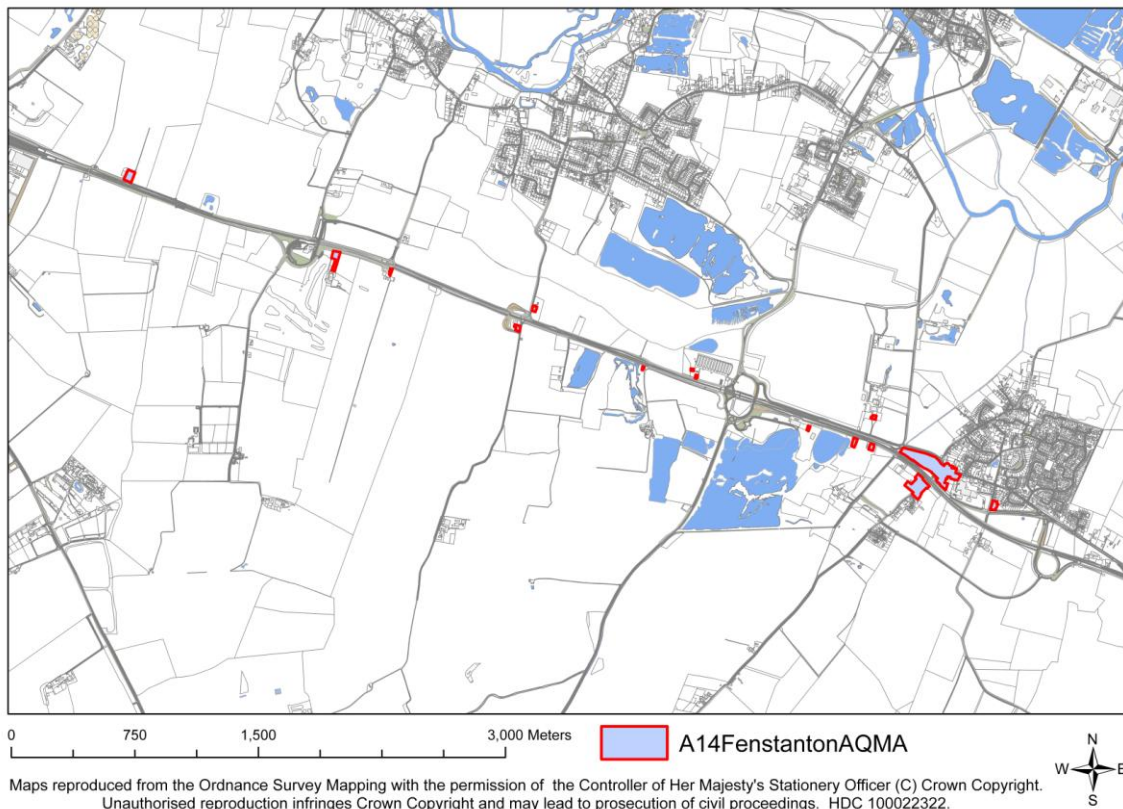 0 750 1,500 3,000 Meters
A14FenstantonAQMA
N
W E
S
Maps reproduced from the Ordnance Survey Mapping with the permission of the Controller of Her Majesty's Stationery Officer (C) Crown Copyright.
Unauthorised reproduction infringes Crown Copyright and may lead to prosecution of civil proceedings. HDC 100022322.